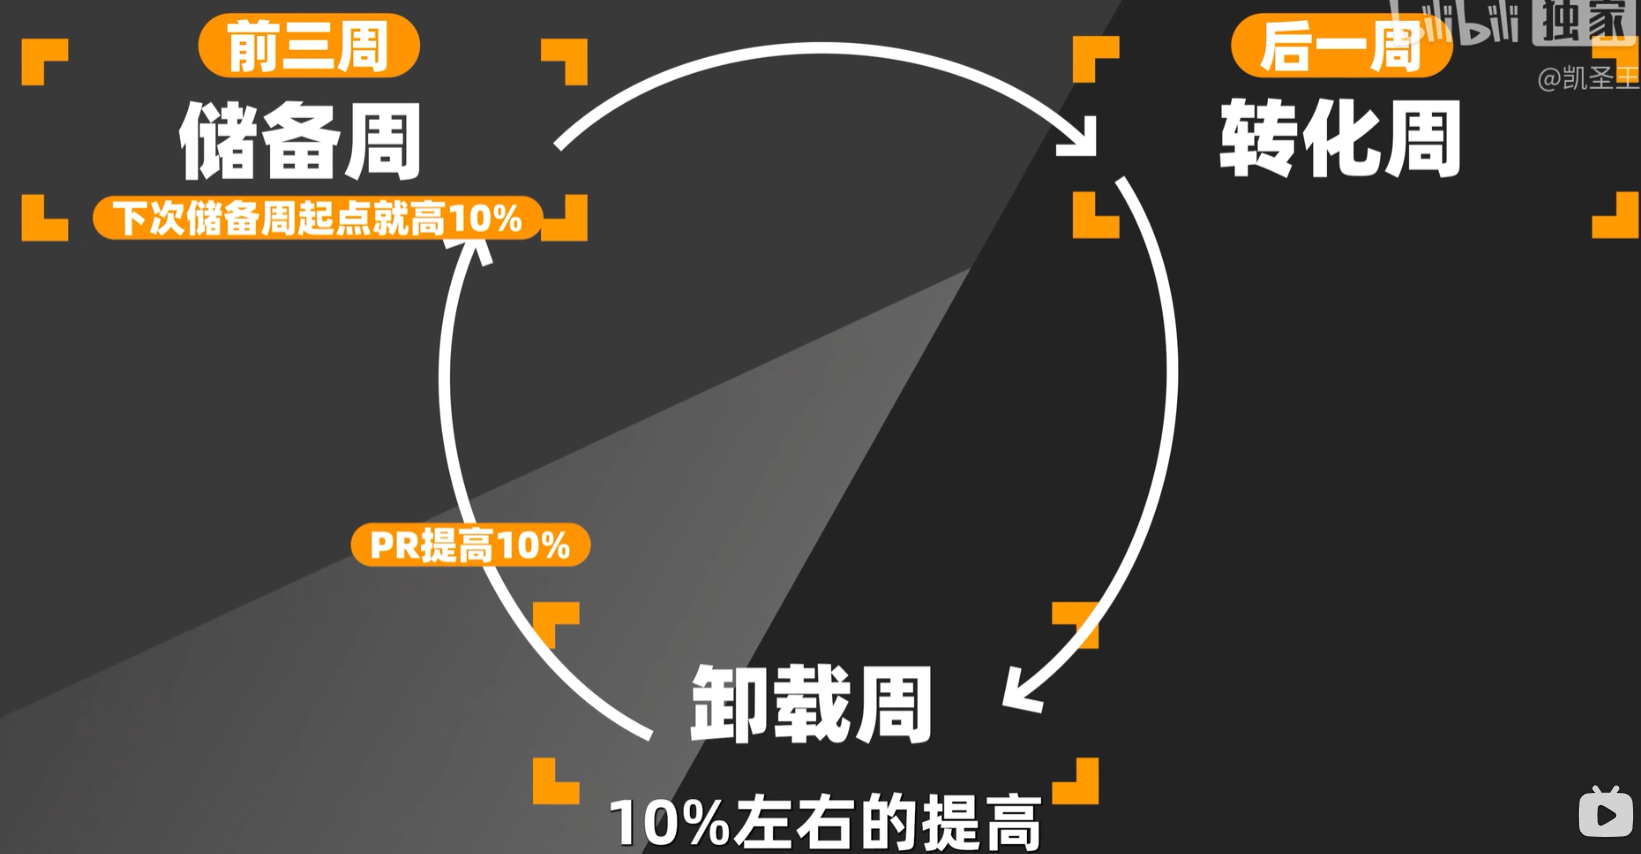 前三周
储备周
下次储备周起点就高10%
后一周
转化周
bilibili 独家
@凯圣王
PR提高10%
卸载周
10%左右的提高